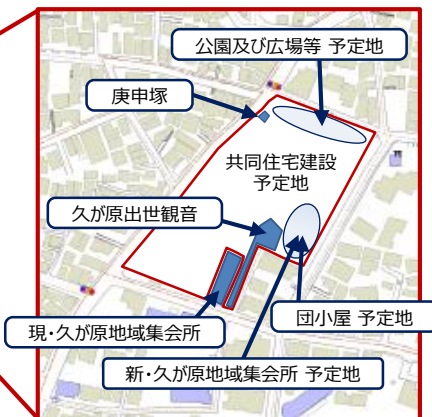 公園及び広場等 予定地
庚申塚
共同住宅建設
予定地
久が原出世観音
団小屋 予定地
現・久が原地域集会所
新・久が原地域集会所 予定地